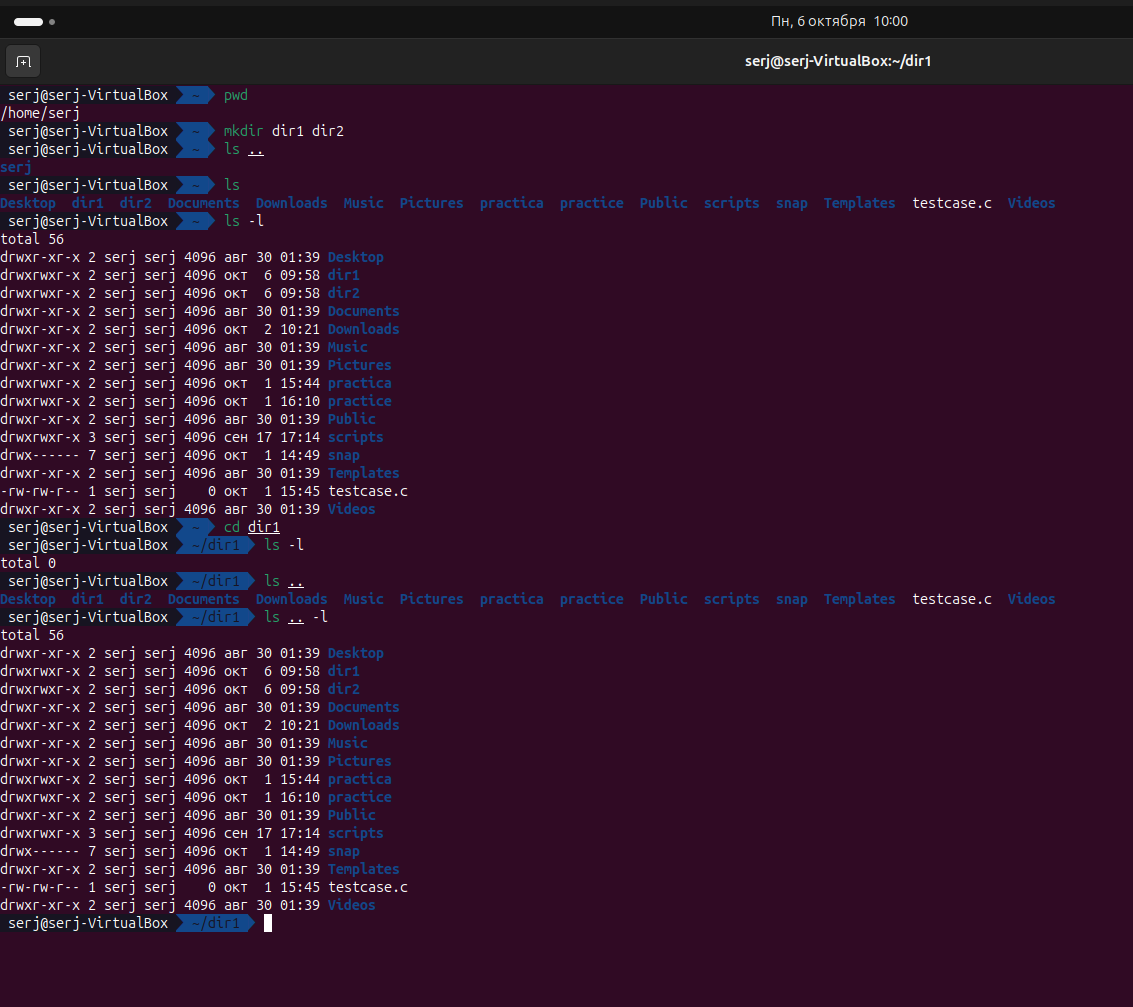 Пн, 6 октября 10:00
serj@serj-VirtualBox:~/dir1
serj@serj-VirtualBox ~ pwd
/home/serj
serj@serj-VirtualBox ~ mkdir dir1 dir2
serj@serj-VirtualBox ~ ls ..
serj
serj@serj-VirtualBox ~ ls
Desktop dir1 dir2 Documents Downloads Music Pictures practica practice Public scripts snap Templates testcase.c Videos
serj@serj-VirtualBox ~ ls -l
total 56
drwxr-xr-x 2 serj serj 4096 авг 30 01:39 Desktop
drwxrwxr-x 2 serj serj 4096 окт  6 09:58 dir1
drwxrwxr-x 2 serj serj 4096 окт  6 09:58 dir2
drwxr-xr-x 2 serj serj 4096 авг 30 01:39 Documents
drwxr-xr-x 2 serj serj 4096 окт  2 10:21 Downloads
drwxr-xr-x 2 serj serj 4096 авг 30 01:39 Music
drwxr-xr-x 2 serj serj 4096 авг 30 01:39 Pictures
drwxrwxr-x 2 serj serj 4096 окт  1 15:44 practica
drwxrwxr-x 2 serj serj 4096 окт  1 16:10 practice
drwxr-xr-x 2 serj serj 4096 авг 30 01:39 Public
drwxrwxr-x 3 serj serj 4096 сен 17 17:14 scripts
drwx------ 7 serj serj 4096 окт  1 14:49 snap
drwxr-xr-x 2 serj serj 4096 авг 30 01:39 Templates
-rw-rw-r-- 1 serj serj    0 окт  1 15:45 testcase.c
drwxr-xr-x 2 serj serj 4096 авг 30 01:39 Videos
serj@serj-VirtualBox ~ cd dir1
serj@serj-VirtualBox ~/dir1 ls -l
total 0
serj@serj-VirtualBox ~/dir1 ls ..
Desktop dir1 dir2 Documents Downloads Music Pictures practica practice Public scripts snap Templates testcase.c Videos
serj@serj-VirtualBox ~/dir1 ls .. -l
total 56
drwxr-xr-x 2 serj serj 4096 авг 30 01:39 Desktop
drwxrwxr-x 2 serj serj 4096 окт  6 09:58 dir1
drwxrwxr-x 2 serj serj 4096 окт  6 09:58 dir2
drwxr-xr-x 2 serj serj 4096 авг 30 01:39 Documents
drwxr-xr-x 2 serj serj 4096 окт  2 10:21 Downloads
drwxr-xr-x 2 serj serj 4096 авг 30 01:39 Music
drwxr-xr-x 2 serj serj 4096 авг 30 01:39 Pictures
drwxrwxr-x 2 serj serj 4096 окт  1 15:44 practica
drwxrwxr-x 2 serj serj 4096 окт  1 16:10 practice
drwxr-xr-x 2 serj serj 4096 авг 30 01:39 Public
drwxrwxr-x 3 serj serj 4096 сен 17 17:14 scripts
drwx------ 7 serj serj 4096 окт  1 14:49 snap
drwxr-xr-x 2 serj serj 4096 авг 30 01:39 Templates
-rw-rw-r-- 1 serj serj    0 окт  1 15:45 testcase.c
drwxr-xr-x 2 serj serj 4096 авг 30 01:39 Videos
serj@serj-VirtualBox ~/dir1